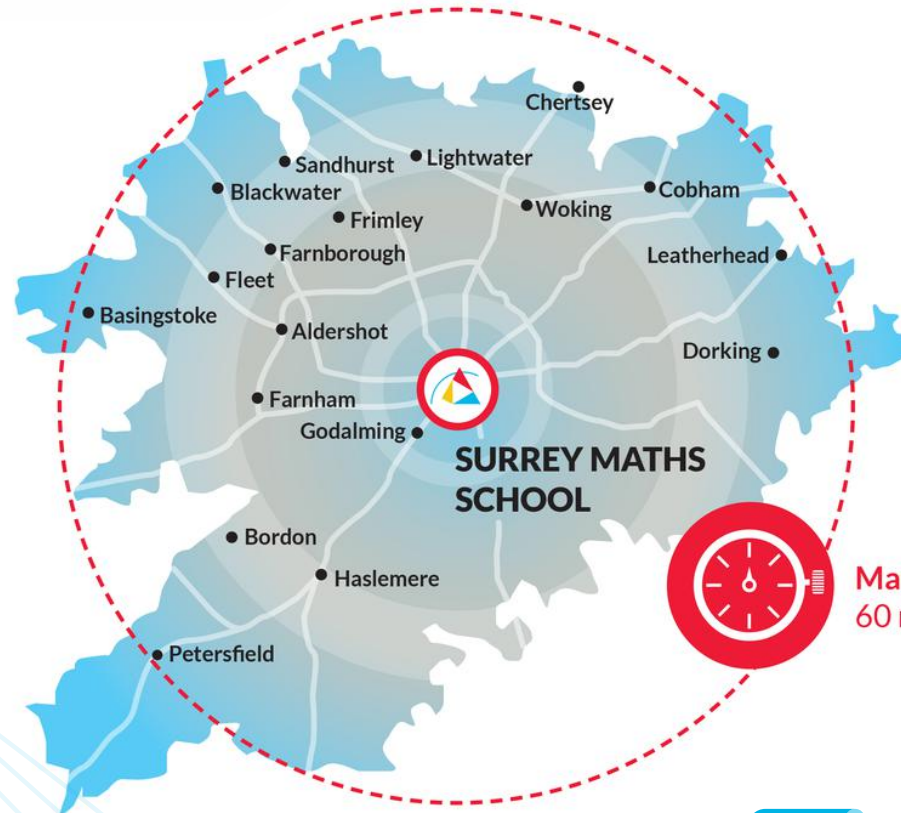 Chertsey
Sandhurst
Lightwater
Blackwater
Cobham
Frimley
Woking
Farnborough
Leatherhead
Fleet
Basingstoke
Aldershot
Dorking
Farnham
Godalming
SURREY MATHS
SCHOOL
Bordon
Haslemere
60
Petersfield